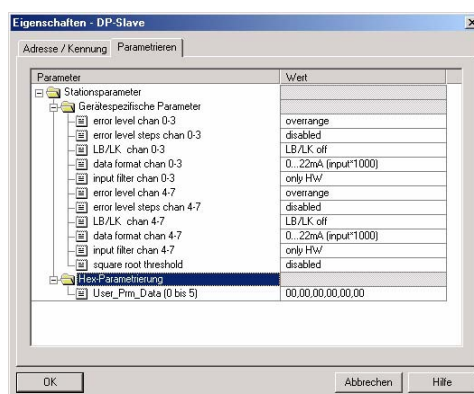 Eigenschaften - DP-Slave
Adresse / Kennung Parametrieren
Parameter Wert
Stationsparameter
Gerätespezifische Parameter
error level chan 0-3 overrange
error level steps chan 0-3 disabled
LB/LK chan 0-3 LB/LK off
data format chan 0-3 0...22mA (input*1000)
input filter chan 0-3 only HW
error level chan 4-7 overrange
error level steps chan 4-7 disabled
LB/LK chan 4-7 LB/LK off
data format chan 4-7 0...22mA (input*1000)
input filter chan 4-7 only HW
square root threshold disabled
Hex-Parametrierung
User_Prm_Data (0 bis 5) 00,00,00,00,00,00
OK Abbrechen Hilfe